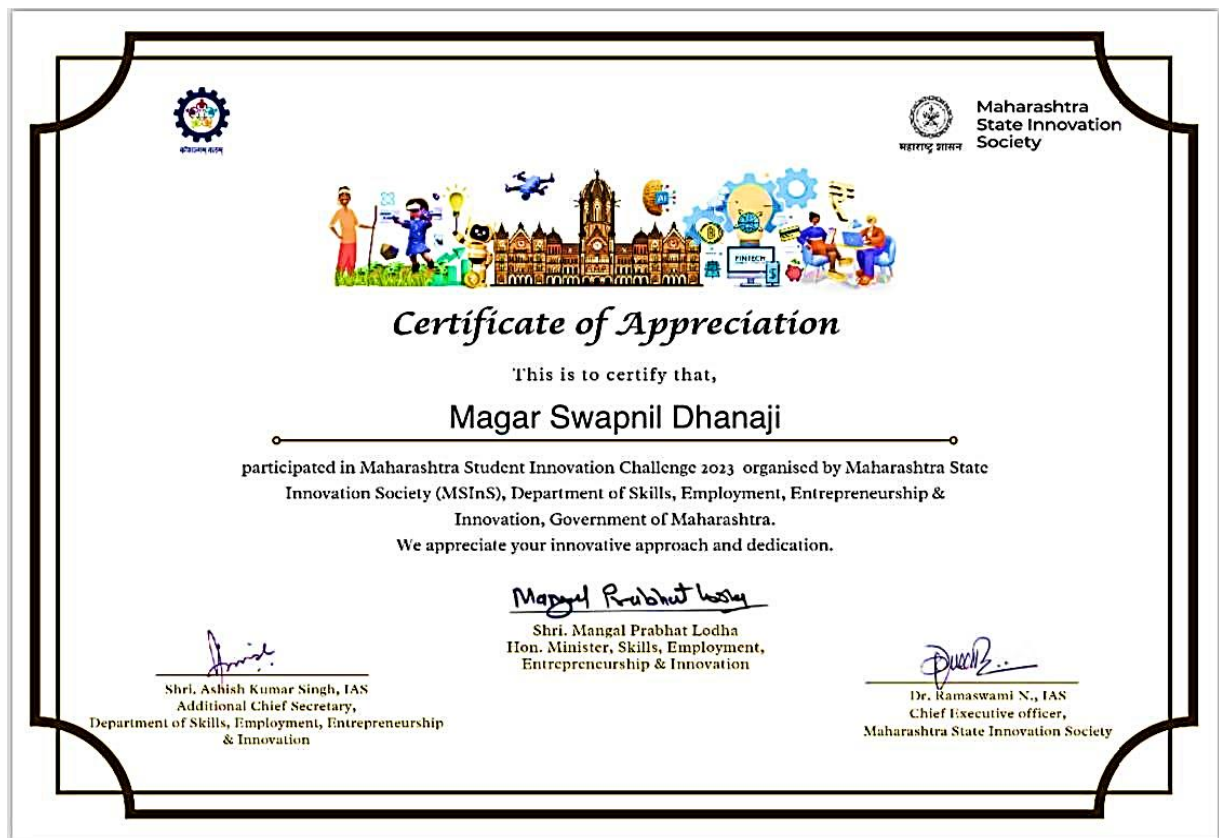 महाराष्ट्र शासन
Maharashtra
State Innovation
Society
AI
FINTECH
Certificate of Appreciation
This is to certify that,
Magar Swapnil Dhanaji
participated in Maharashtra Student Innovation Challenge 2023 organised by Maharashtra State
Innovation Society (MSInS), Department of Skills, Employment, Entrepreneurship &
Innovation, Government of Maharashtra.
We appreciate your innovative approach and dedication.
Mangal Prabhat Lodha
Shri. Mangal Prabhat Lodha
Hon. Minister, Skills, Employment,
Entrepreneurship & Innovation
Shri. Ashish Kumar Singh, IAS
Additional Chief Secretary,
Department of Skills, Employment, Entrepreneurship
& Innovation
Dr. Ramaswami N., IAS
Chief Executive officer,
Maharashtra State Innovation Society